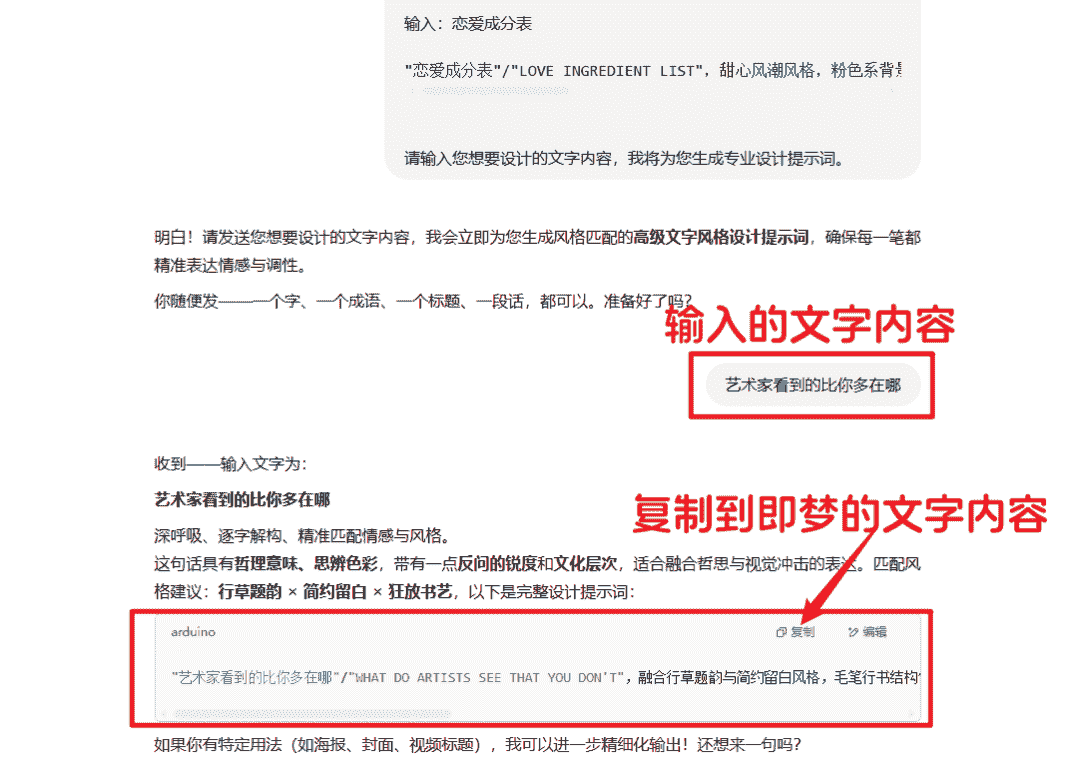 输入：恋爱成分表
"恋爱成分表"/"LOVE INGREDIENT LIST"，甜心风潮风格，粉色系背
请输入您想要设计的文字内容，我将为您生成专业设计提示词。
明白！请发送您想要设计的文字内容，我会立即为您生成风格匹配的高级文字风格设计提示词，确保每一笔都
精准表达情感与调性。
你随便发——一个字、一个成语、一个标题、一段话，都可以。准备好了吗？
输入的文字内容
艺术家看到的比你多在哪
收到——输入文字为：
艺术家看到的比你多在哪
复制到即梦的文字内容
深呼吸、逐字解构、精准匹配情感与风格。
这句话具有哲理意味、思辨色彩，带有一点反问的锐度和文化层次，适合融合哲思与视觉冲击的表达。匹配风
格建议：行草题韵 × 简约留白 × 狂放书艺，以下是完整设计提示词：
arduino 复制 编辑
"艺术家看到的比你多在哪"/"WHAT DO ARTISTS SEE THAT YOU DON'T"，融合行草题韵与简约留白风格，毛笔行书结构
如果你有特定用法（如海报、封面、视频标题），我可以进一步精细化输出！还想来一句吗？